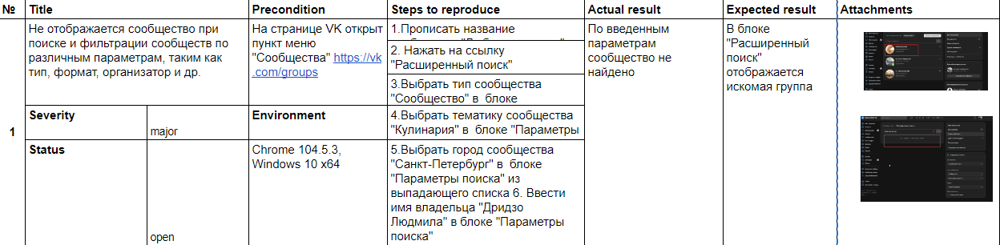 № Title Precondition Steps to reproduce Actual result Expected result Attachments
1
Не отображается сообщество при
поиске и фильтрации сообществ по
различным параметрам, таким как
тип, формат, организатор и др.
Severity
major
Status
open
На странице VK открыт
пункт меню
"Сообщества" https://vk
.com/groups
Environment
Chrome 104.5.3,
Windows 10 x64
1.Прописать название
2. Нажать на ссылку
"Расширенный поиск"
3.Выбрать тип сообщества
"Сообщество" в блоке
4.Выбрать тематику сообщества
"Кулинария" в блоке "Параметры
5.Выбрать город сообщества
"Санкт-Петербург" в блоке
"Параметры поиска" из
выпадающего списка 6. Ввести
имя владельца "Дридзо
Людмила" в блоке "Параметры
поиска"
По введенным
параметрам
сообщество не
найдено
В блоке
"Расширенный
поиск"
отображается
искомая группа